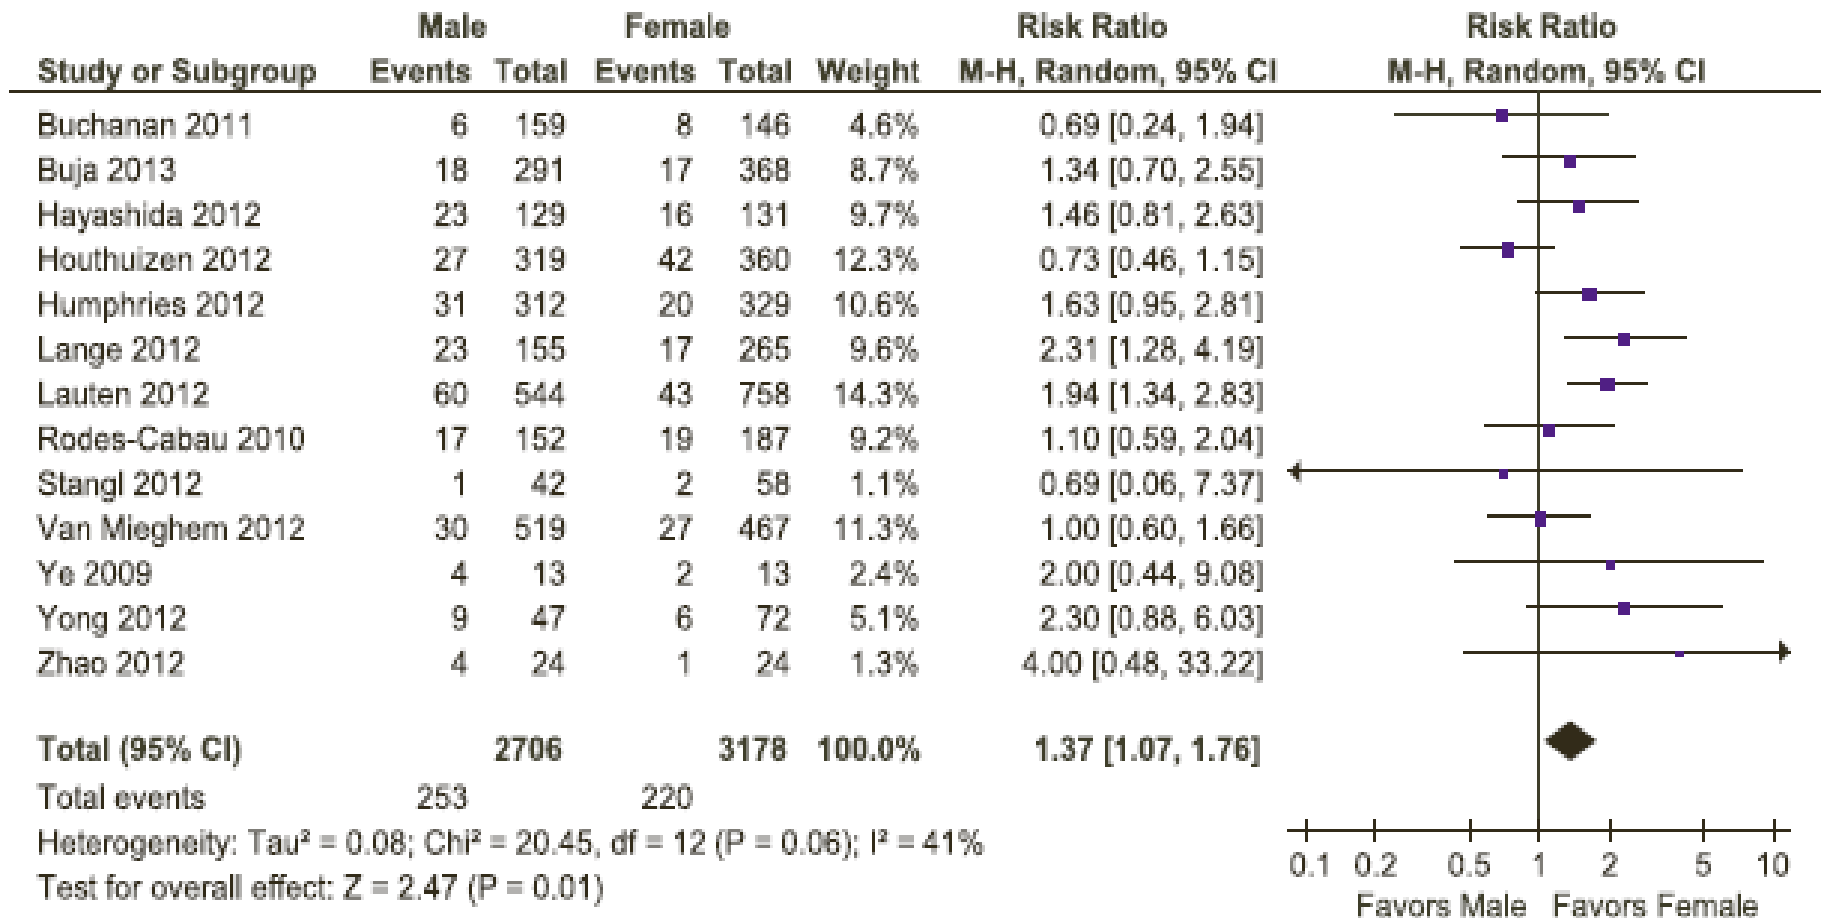 Male Female Risk Ratio Risk Ratio
Study or Subgroup Events Total Events Total Weight M-H, Random, 95% CI M-H, Random, 95% CI
Buchanan 2011 6 159 8 146 4.6% 0.69 [0.24, 1.94]
Buja 2013 18 291 17 368 8.7% 1.34 [0.70, 2.55]
Hayashida 2012 23 129 16 131 9.7% 1.46 [0.81, 2.63]
Houthuizen 2012 27 319 42 360 12.3% 0.73 [0.46, 1.15]
Humphries 2012 31 312 20 329 10.6% 1.63 [0.95, 2.81]
Lange 2012 23 155 17 265 9.6% 2.31 [1.28, 4.19]
Lauten 2012 60 544 43 758 14.3% 1.94 [1.34, 2.83]
Rodes-Cabau 2010 17 152 19 187 9.2% 1.10 [0.59, 2.04]
Stangl 2012 1 42 2 58 1.1% 0.69 [0.06, 7.37]
Van Mieghem 2012 30 519 27 467 11.3% 1.00 [0.60, 1.66]
Ye 2009 4 13 2 13 2.4% 2.00 [0.44, 9.08]
Yong 2012 9 47 6 72 5.1% 2.30 [0.88, 6.03]
Zhao 2012 4 24 1 24 1.3% 4.00 [0.48, 33.22]
Total (95% CI) 2706 3178 100.0% 1.37 [1.07, 1.76]
Total events 253 220
Heterogeneity: Tau² = 0.08; Chi² = 20.45, df = 12 (P = 0.06); I² = 41%
Test for overall effect: Z = 2.47 (P = 0.01)
0.1 0.2 0.5 1 2 5 10
Favors Male Favors Female